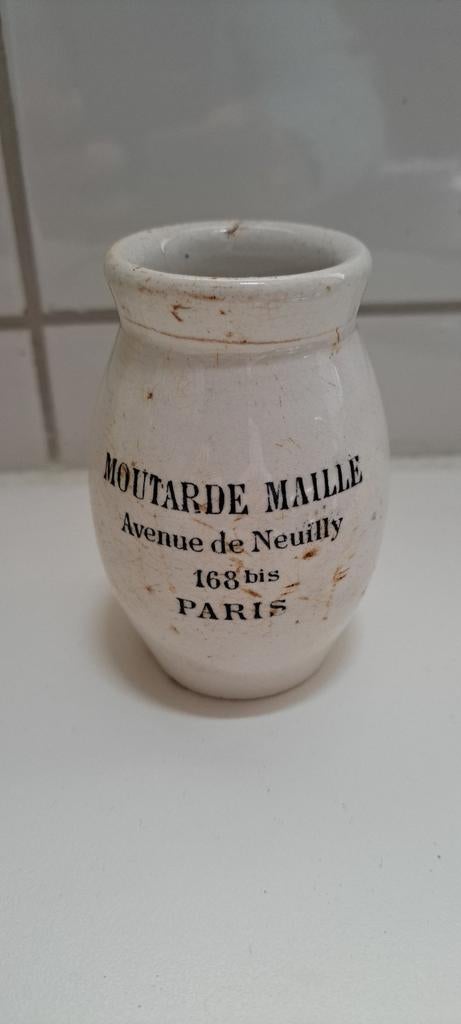 MOUTARDE MAILLE
Avenue de Neuilly
168 bis
PARIS